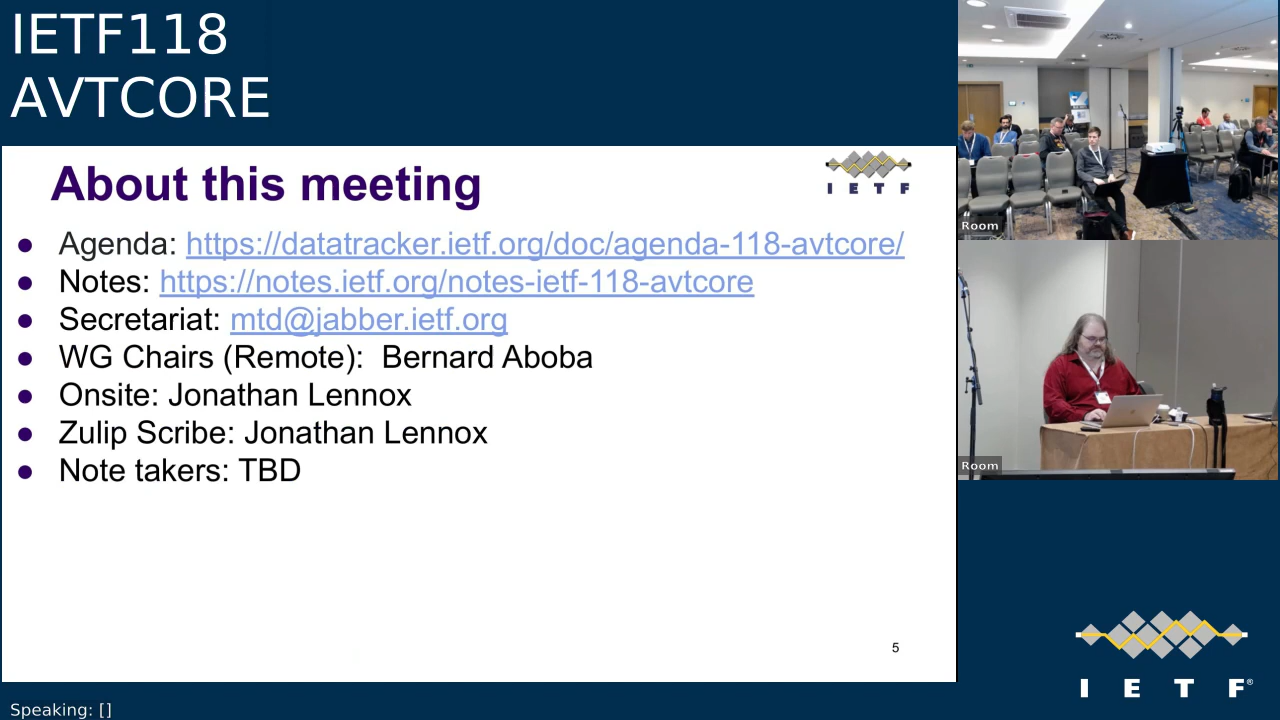 IETF118
AVTCORE
About this meeting
I E T F
● Agenda: https://datatracker.ietf.org/doc/agenda-118-avtcore/
● Notes: https://notes.ietf.org/notes-ietf-118-avtcore
● Secretariat: mtd@jabber.ietf.org
● WG Chairs (Remote): Bernard Aboba
● Onsite: Jonathan Lennox
● Zulip Scribe: Jonathan Lennox
● Note takers: TBD
5
Room
Room
I E T F®
Speaking: []